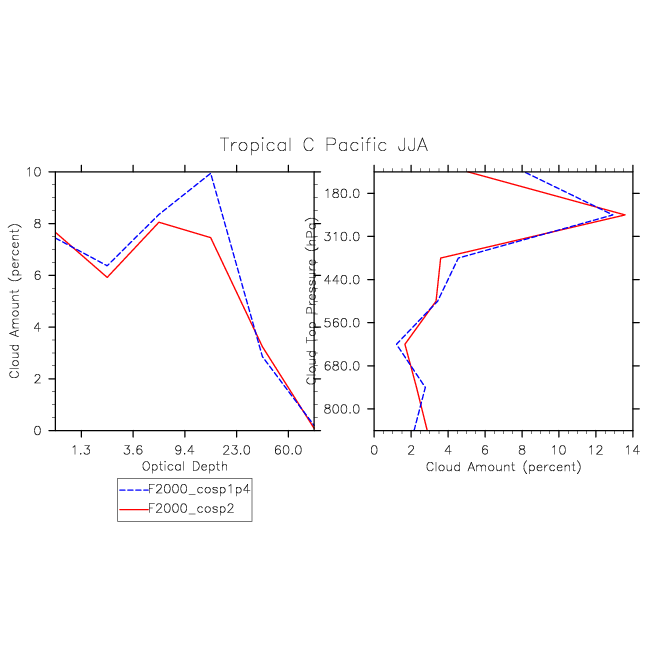 Tropical C Pacific JJA
Cloud Amount (percent)
10
8
6
4
2
0
1.3 3.6 9.4 23.0 60.0
Optical Depth
Cloud Top Pressure (hPa)
180.0
310.0
440.0
560.0
680.0
800.0
0 2 4 6 8 10 12 14
Cloud Amount (percent)
F2000_cosp1p4
F2000_cosp2